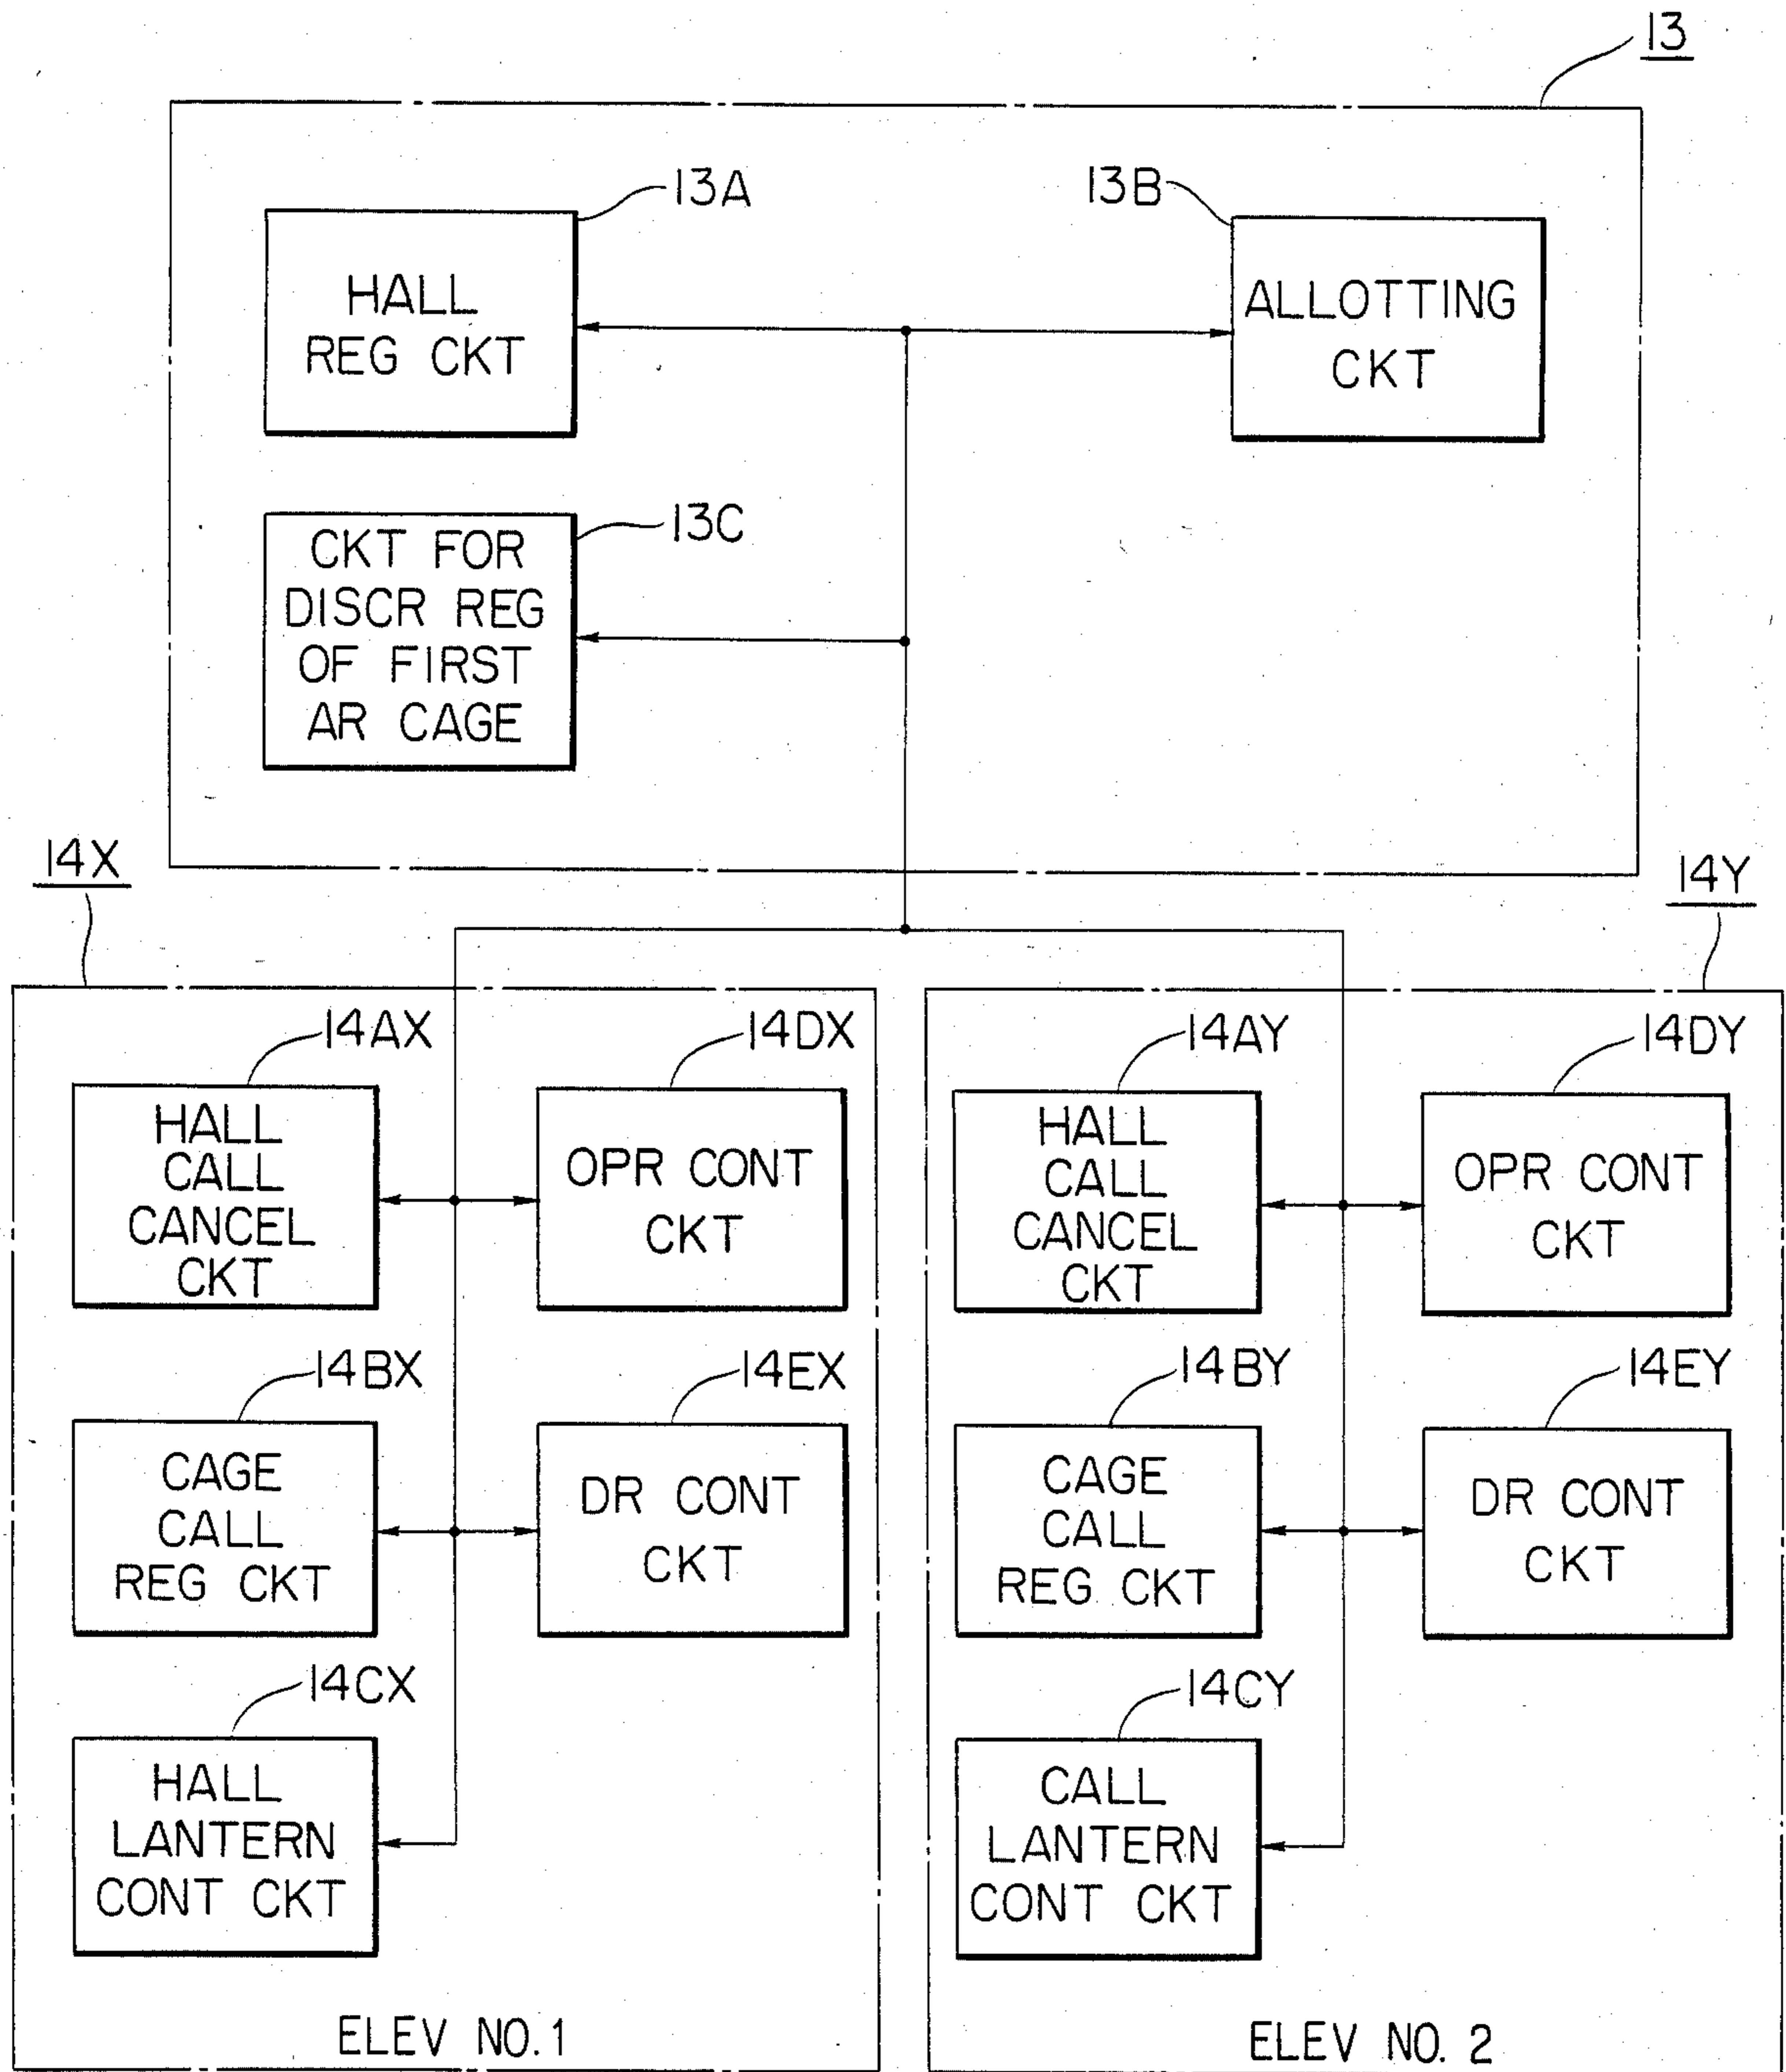 13
13A
HALL
REG CKT
13B
ALLOTTING
CKT
13C
CKT FOR
DISCR REG
OF FIRST
AR CAGE
14X
14AX
HALL
CALL
CANCEL
CKT
14DX
OPR CONT
CKT
14BX
CAGE
CALL
REG CKT
14EX
DR CONT
CKT
14CX
HALL
LANTERN
CONT CKT
ELEV NO. 1
14Y
14AY
HALL
CALL
CANCEL
CKT
14DY
OPR CONT
CKT
14BY
CAGE
CALL
REG CKT
14EY
DR CONT
CKT
14CY
CALL
LANTERN
CONT CKT
ELEV NO. 2